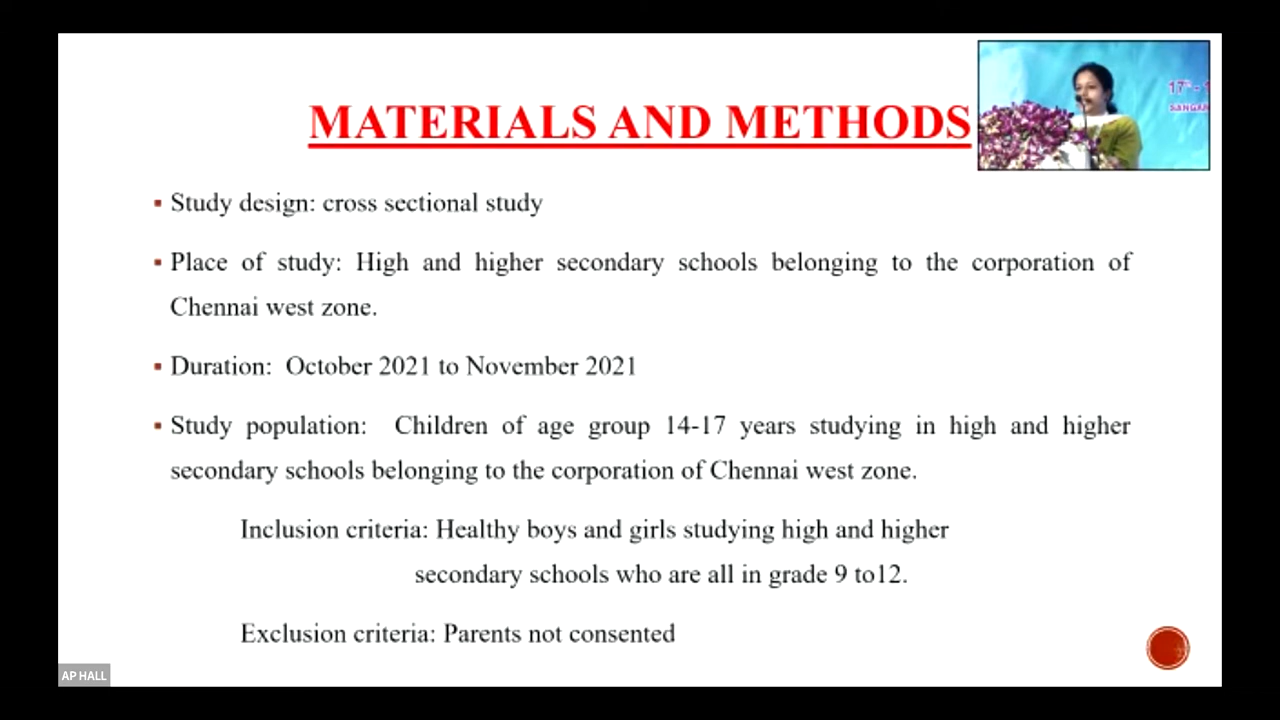 MATERIALS AND METHODS
▪ Study design: cross sectional study
▪ Place of study: High and higher secondary schools belonging to the corporation of
Chennai west zone.
▪ Duration: October 2021 to November 2021
▪ Study population: Children of age group 14-17 years studying in high and higher
secondary schools belonging to the corporation of Chennai west zone.
Inclusion criteria: Healthy boys and girls studying high and higher
secondary schools who are all in grade 9 to12.
Exclusion criteria: Parents not consented
AP HALL